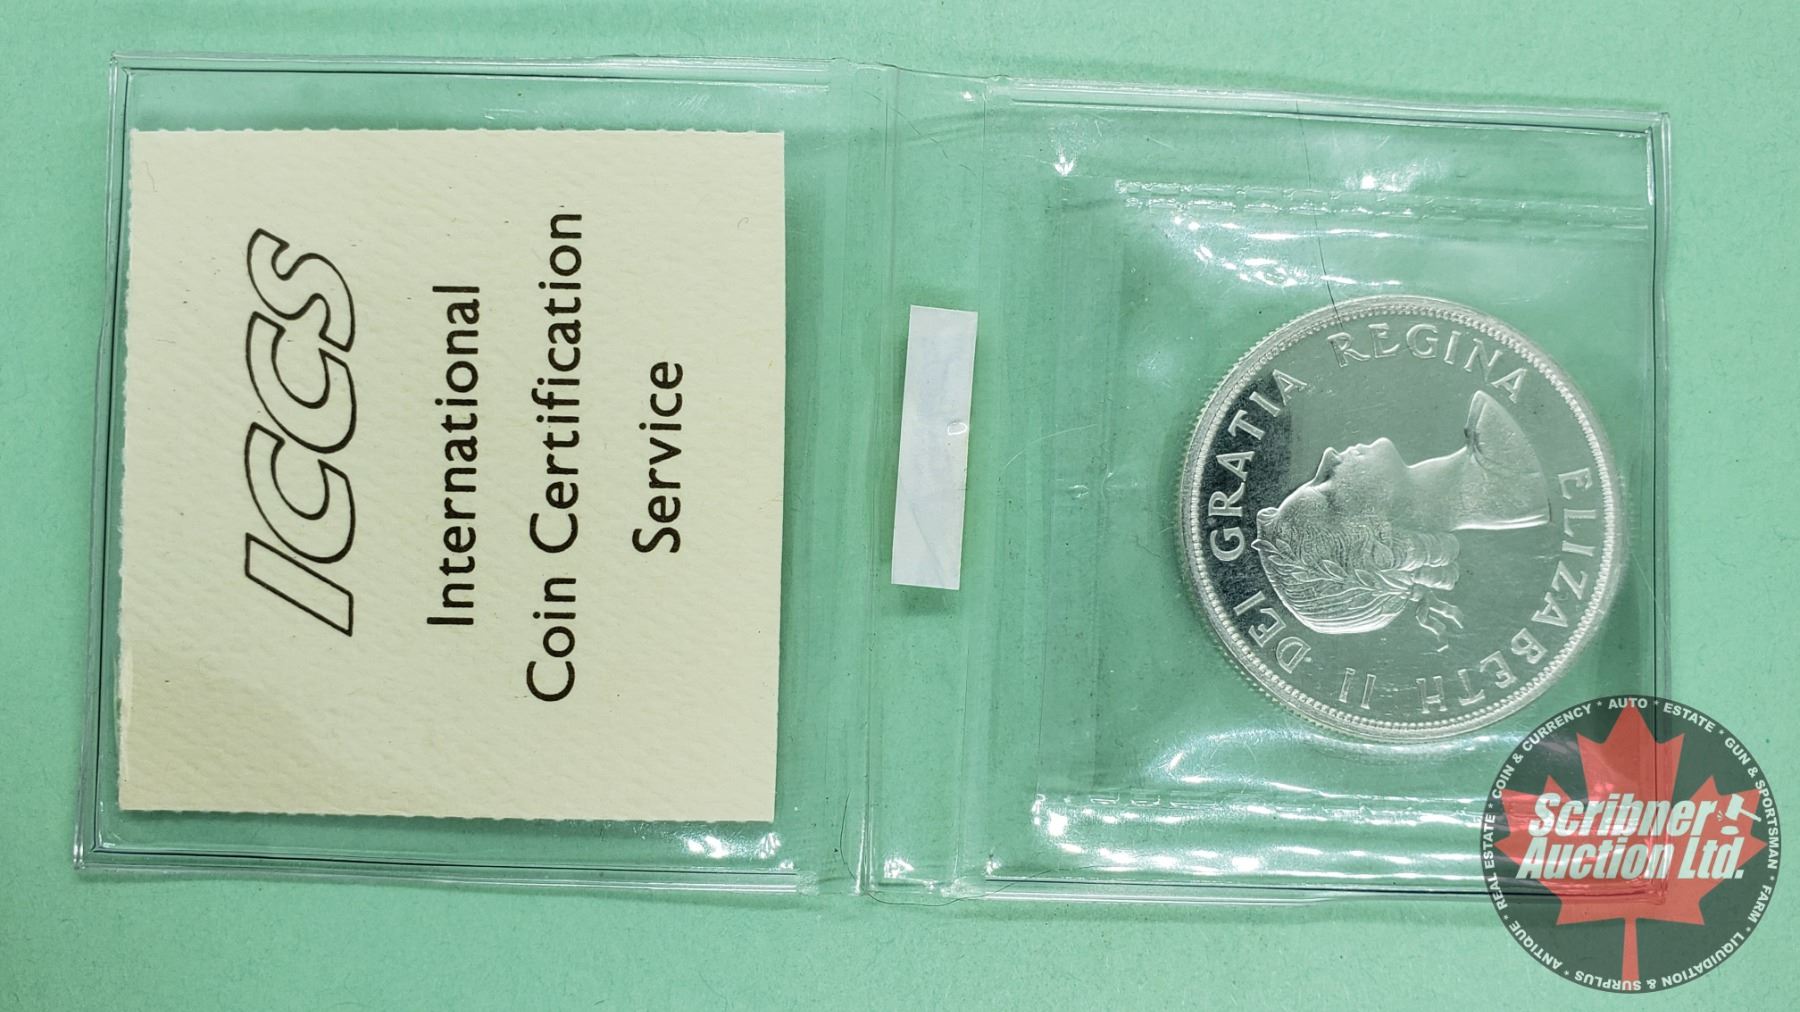 ICCS
International
Coin Certification
Service
ELIZABETH II DEI GRATIA REGINA
COIN & CURRENCY * AUTO * ESTATE * GUN & SPORTSMAN * FARM * LIQUIDATION & SURPLUS * ANTIQUE * REAL ESTATE *
Scribner
Auction Ltd.